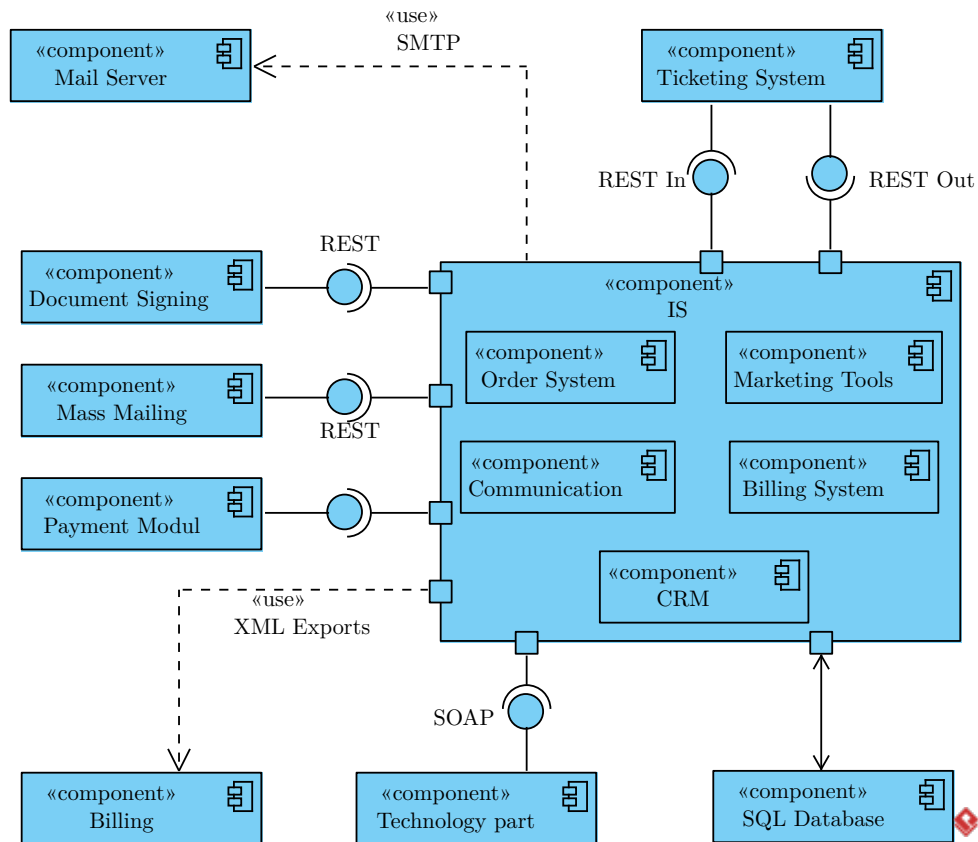 «use»
SMTP
«component»
Mail Server
«component»
Ticketing System
REST In
REST Out
REST
«component»
Document Signing
«component»
IS
«component»
Order System
«component»
Marketing Tools
«component»
Mass Mailing
REST
«component»
Communication
«component»
Billing System
«component»
Payment Modul
«component»
CRM
«use»
XML Exports
SOAP
«component»
Billing
«component»
Technology part
«component»
SQL Database